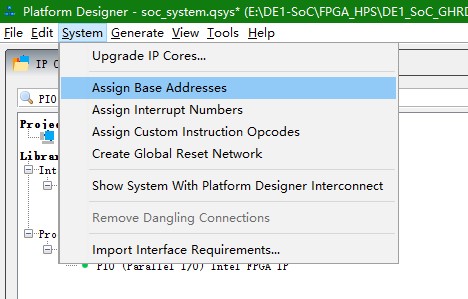 Platform Designer - soc_system.qsys* (E:\DE1-SoC\FPGA_HPS\DE1_SoC_GHRD
File Edit System Generate View Tools Help
IP C
Upgrade IP Cores...
PIO
Assign Base Addresses
Assign Interrupt Numbers
Proje
Assign Custom Instruction Opcodes
Create Global Reset Network
Libra
Int
Show System With Platform Designer Interconnect
Remove Dangling Connections
Pro
Import Interface Requirements...
PIO (Parallel I/O) Intel FPGA IP